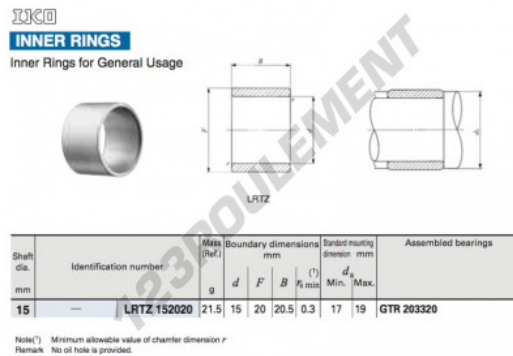 IKO
INNER RINGS
Inner Rings for General Usage
B
F
r
r
d
dₐ
LRTZ
123ROULEMENT
Shaft dia. mm | Identification number | Mass (Ref.) g | Boundary dimensions mm d F B rₛ min (¹) | Standard mounting dimension mm dₐ Min. Max. | Assembled bearings
15 — LRTZ 152020 21.5 15 20 20.5 0.3 17 19 GTR 203320
Note(¹) Minimum allowable value of chamfer dimension r
Remark No oil hole is provided.